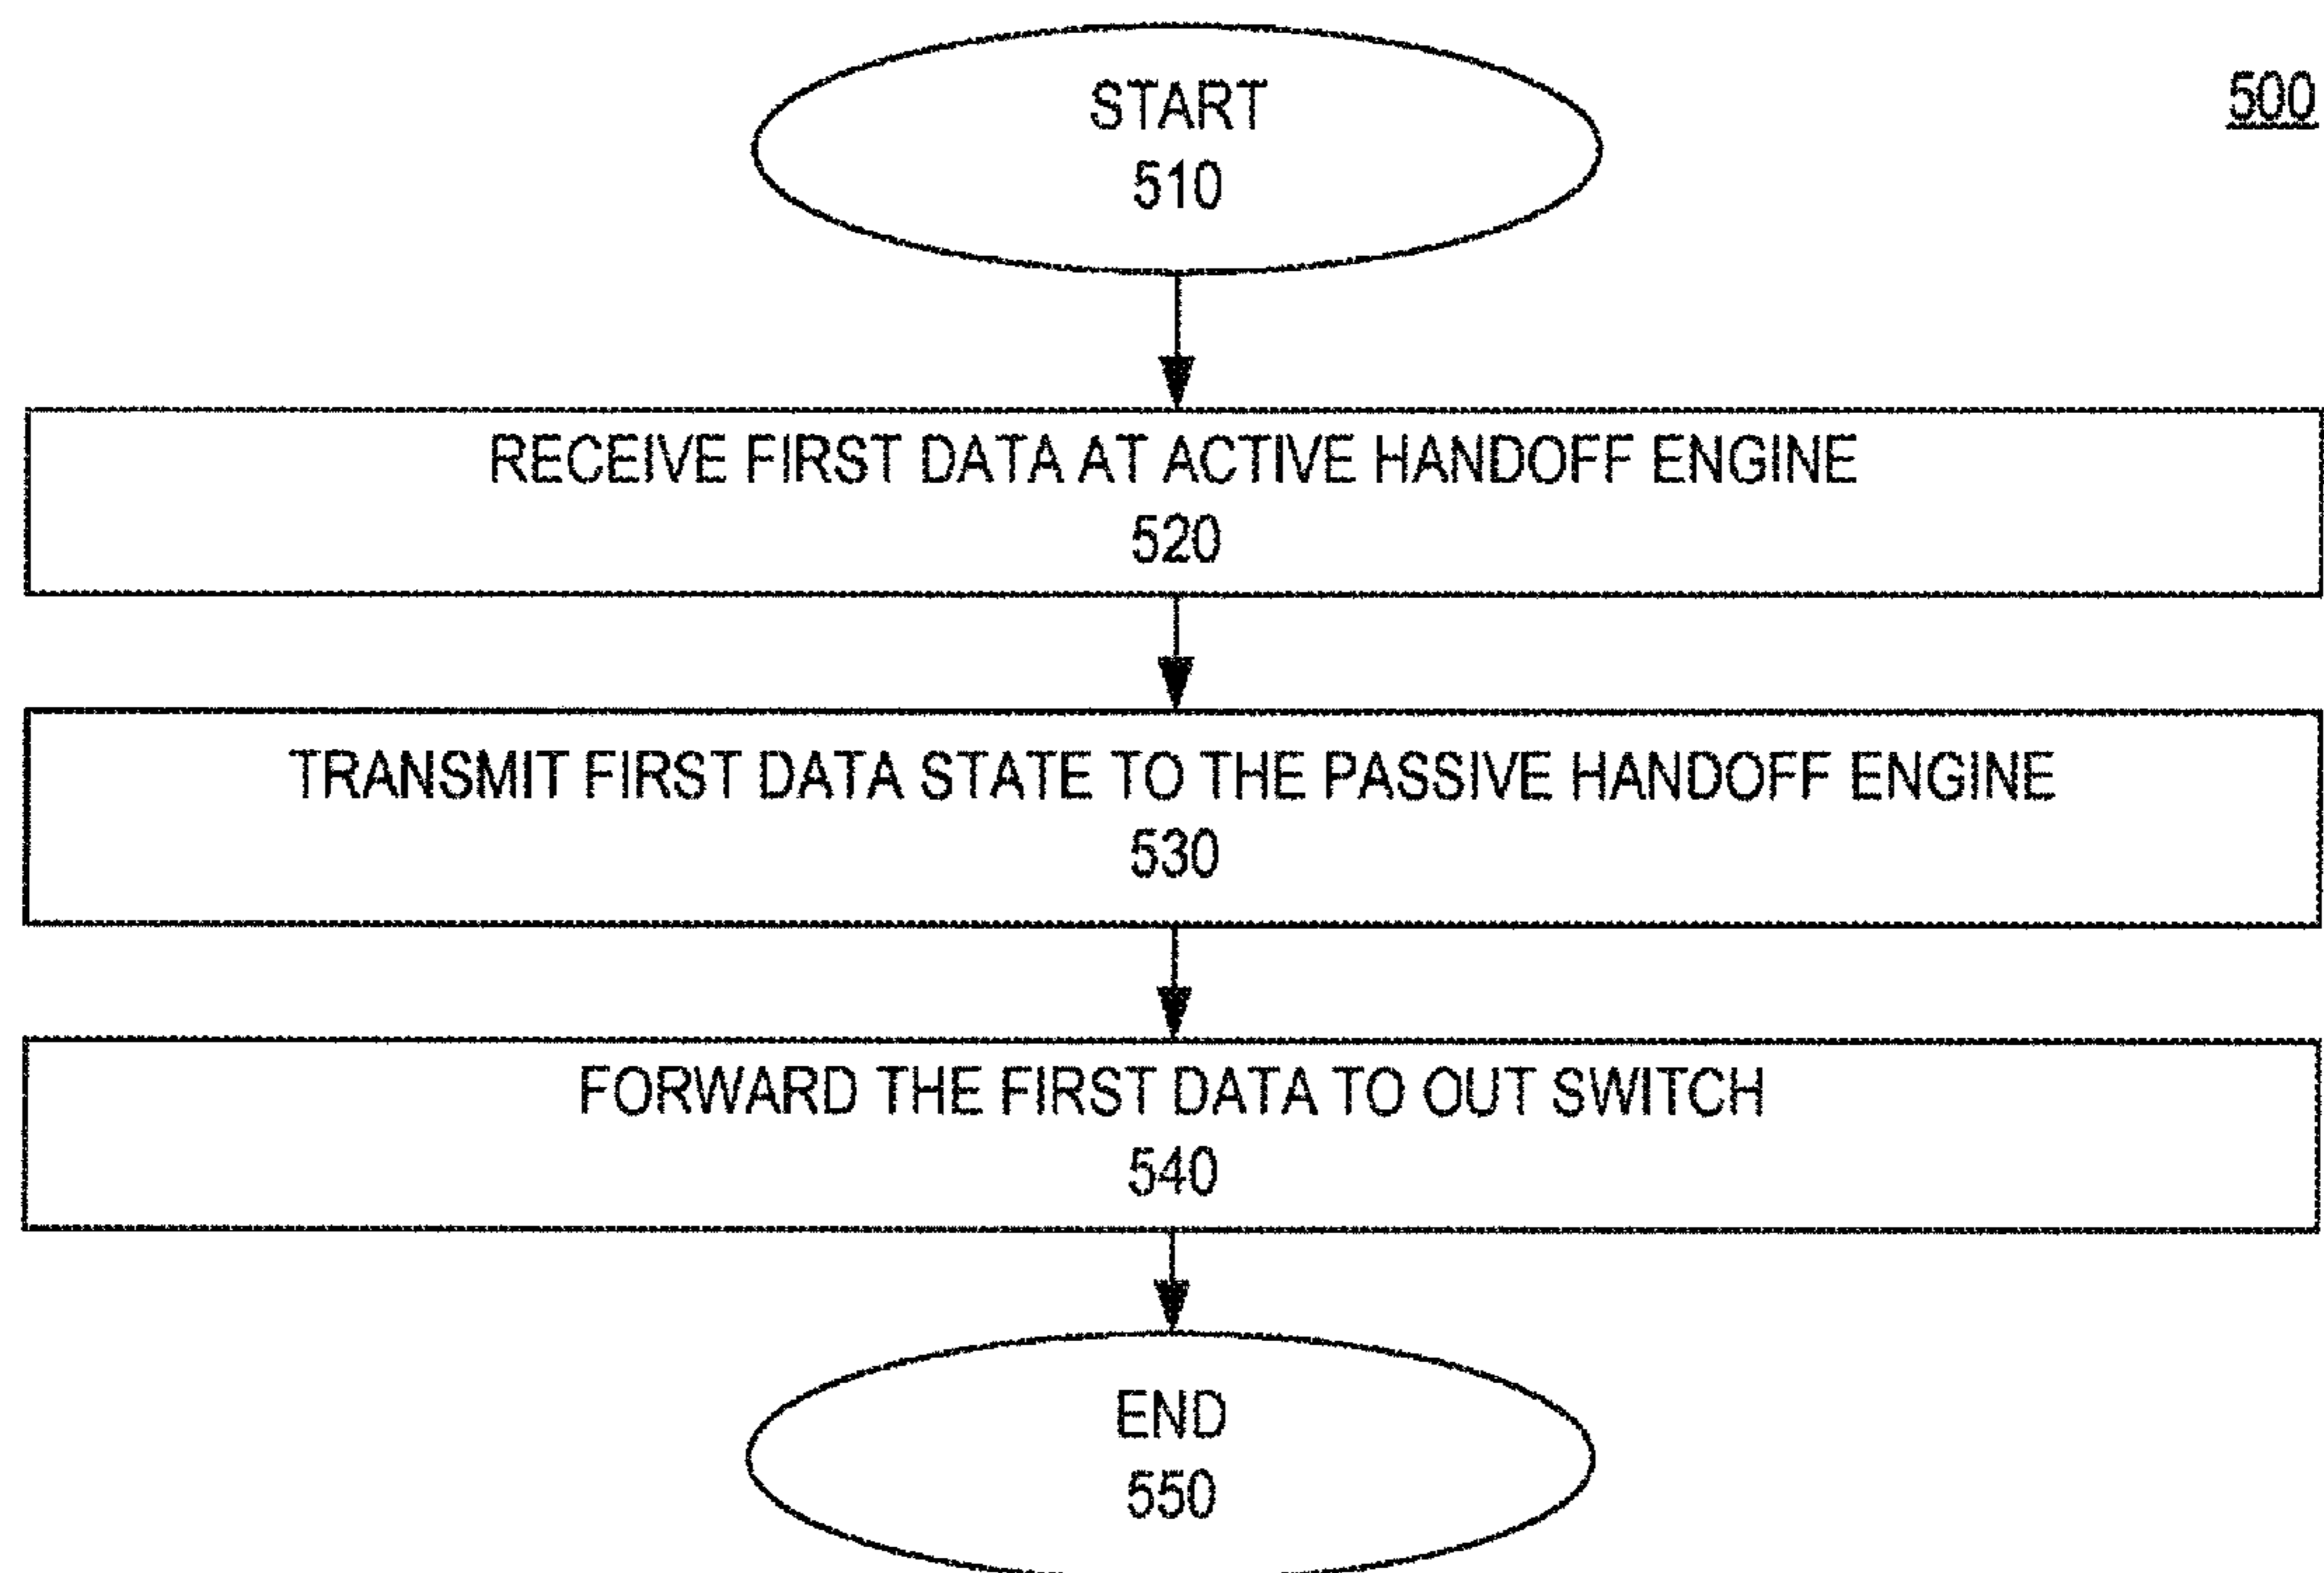 START
510
500
RECEIVE FIRST DATA AT ACTIVE HANDOFF ENGINE
520
TRANSMIT FIRST DATA STATE TO THE PASSIVE HANDOFF ENGINE
530
FORWARD THE FIRST DATA TO OUT SWITCH
540
END
550